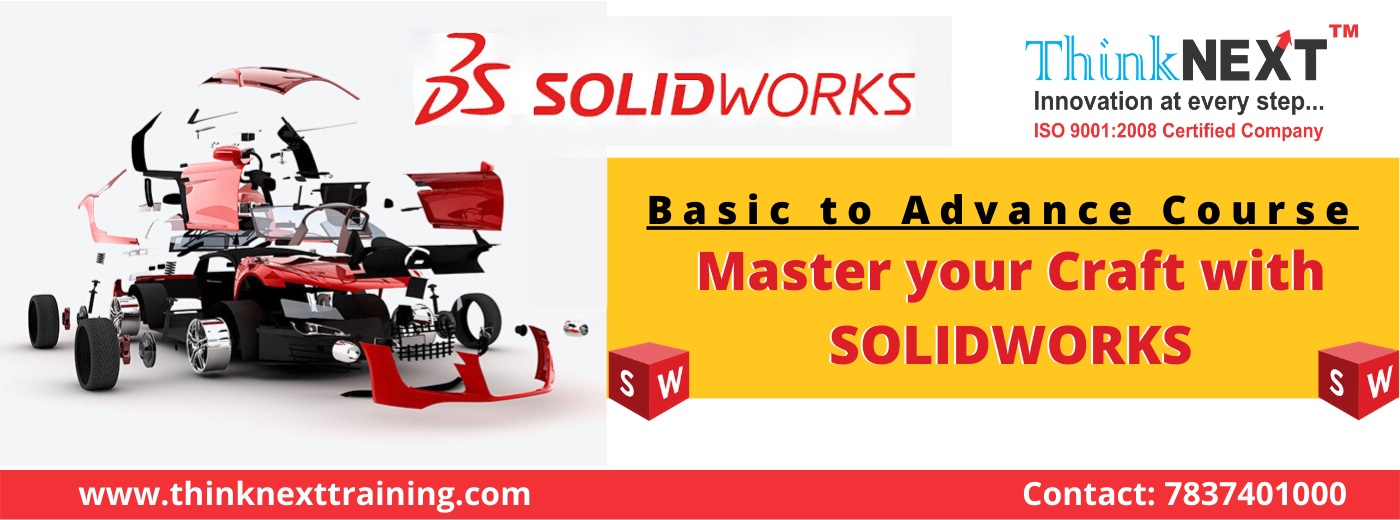 SOLIDWORKS
ThinkNEXT™
Innovation at every step...
ISO 9001:2008 Certified Company
Basic to Advance Course
Master your Craft with
SOLIDWORKS
S W
S W
www.thinknexttraining.com
Contact: 7837401000